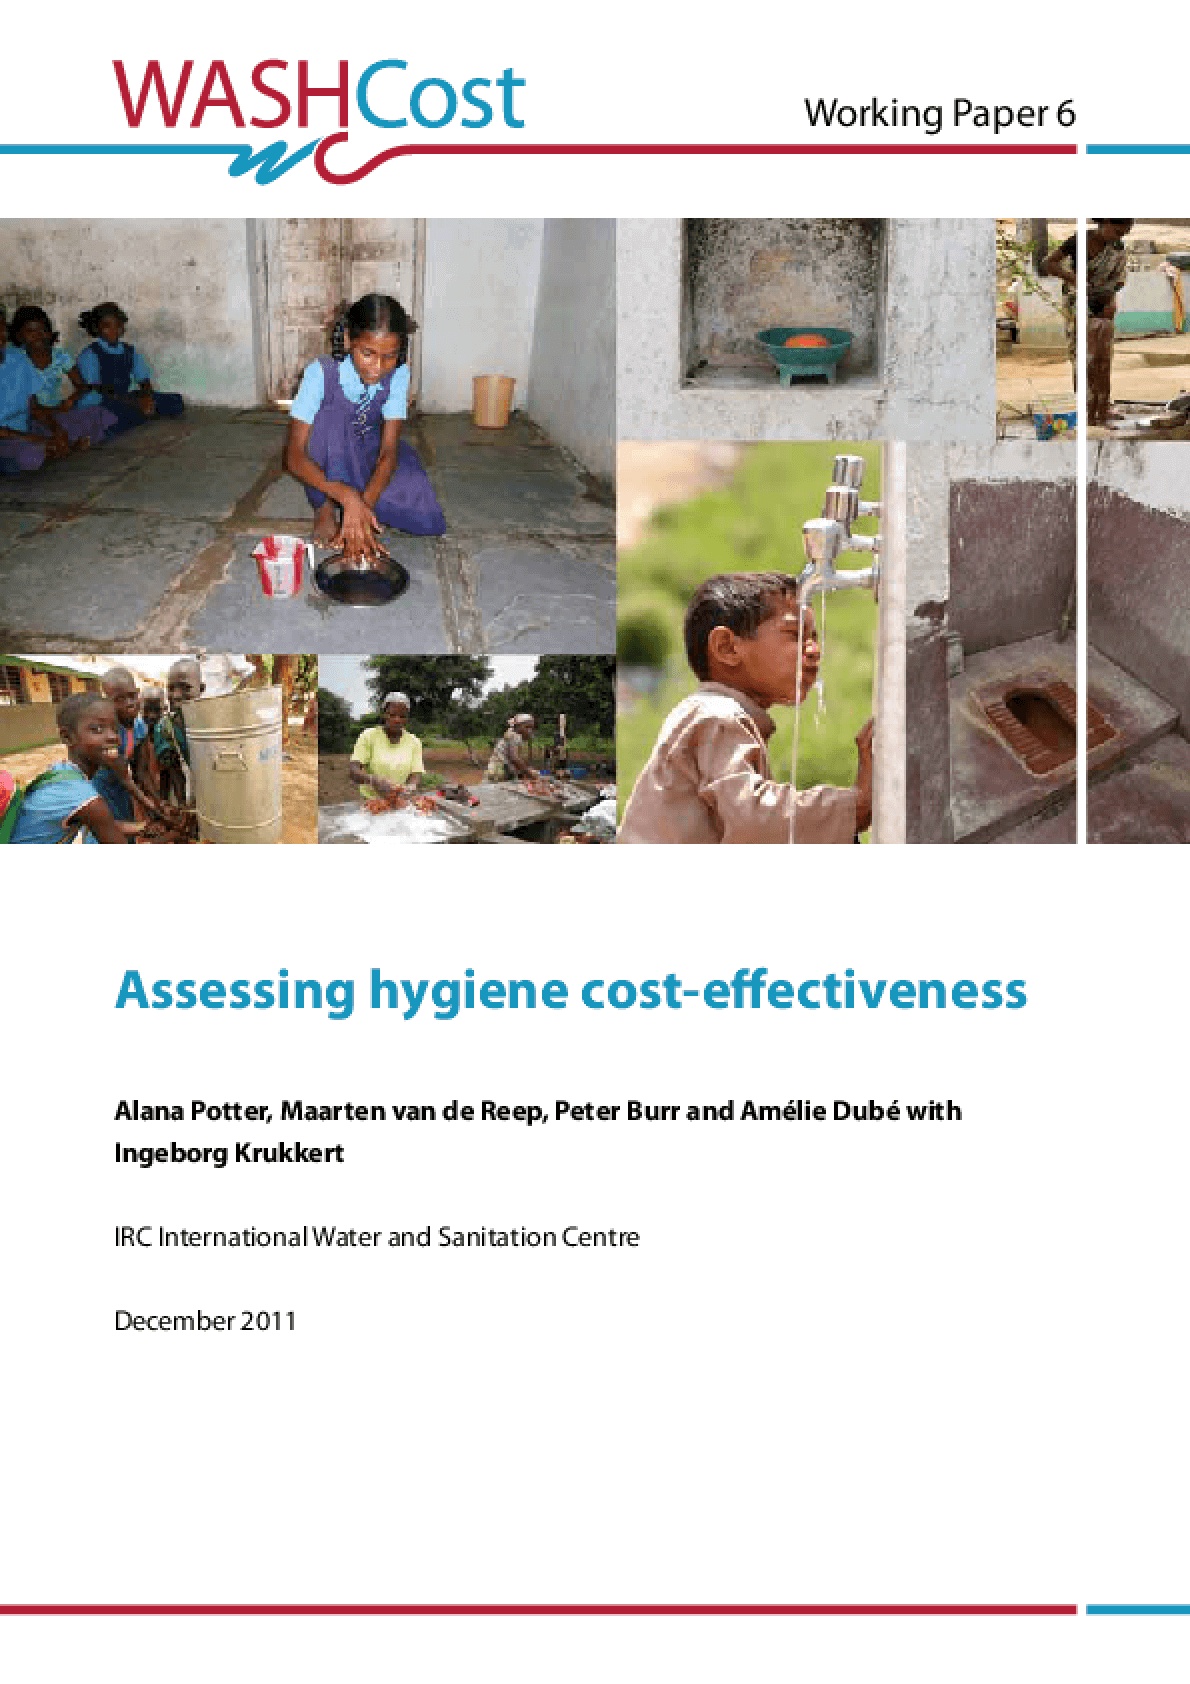 WASHCost
Working Paper 6
Assessing hygiene cost-effectiveness
Alana Potter, Maarten van de Reep, Peter Burr and Amélie Dubé with
Ingeborg Krukkert
IRC International Water and Sanitation Centre
December 2011